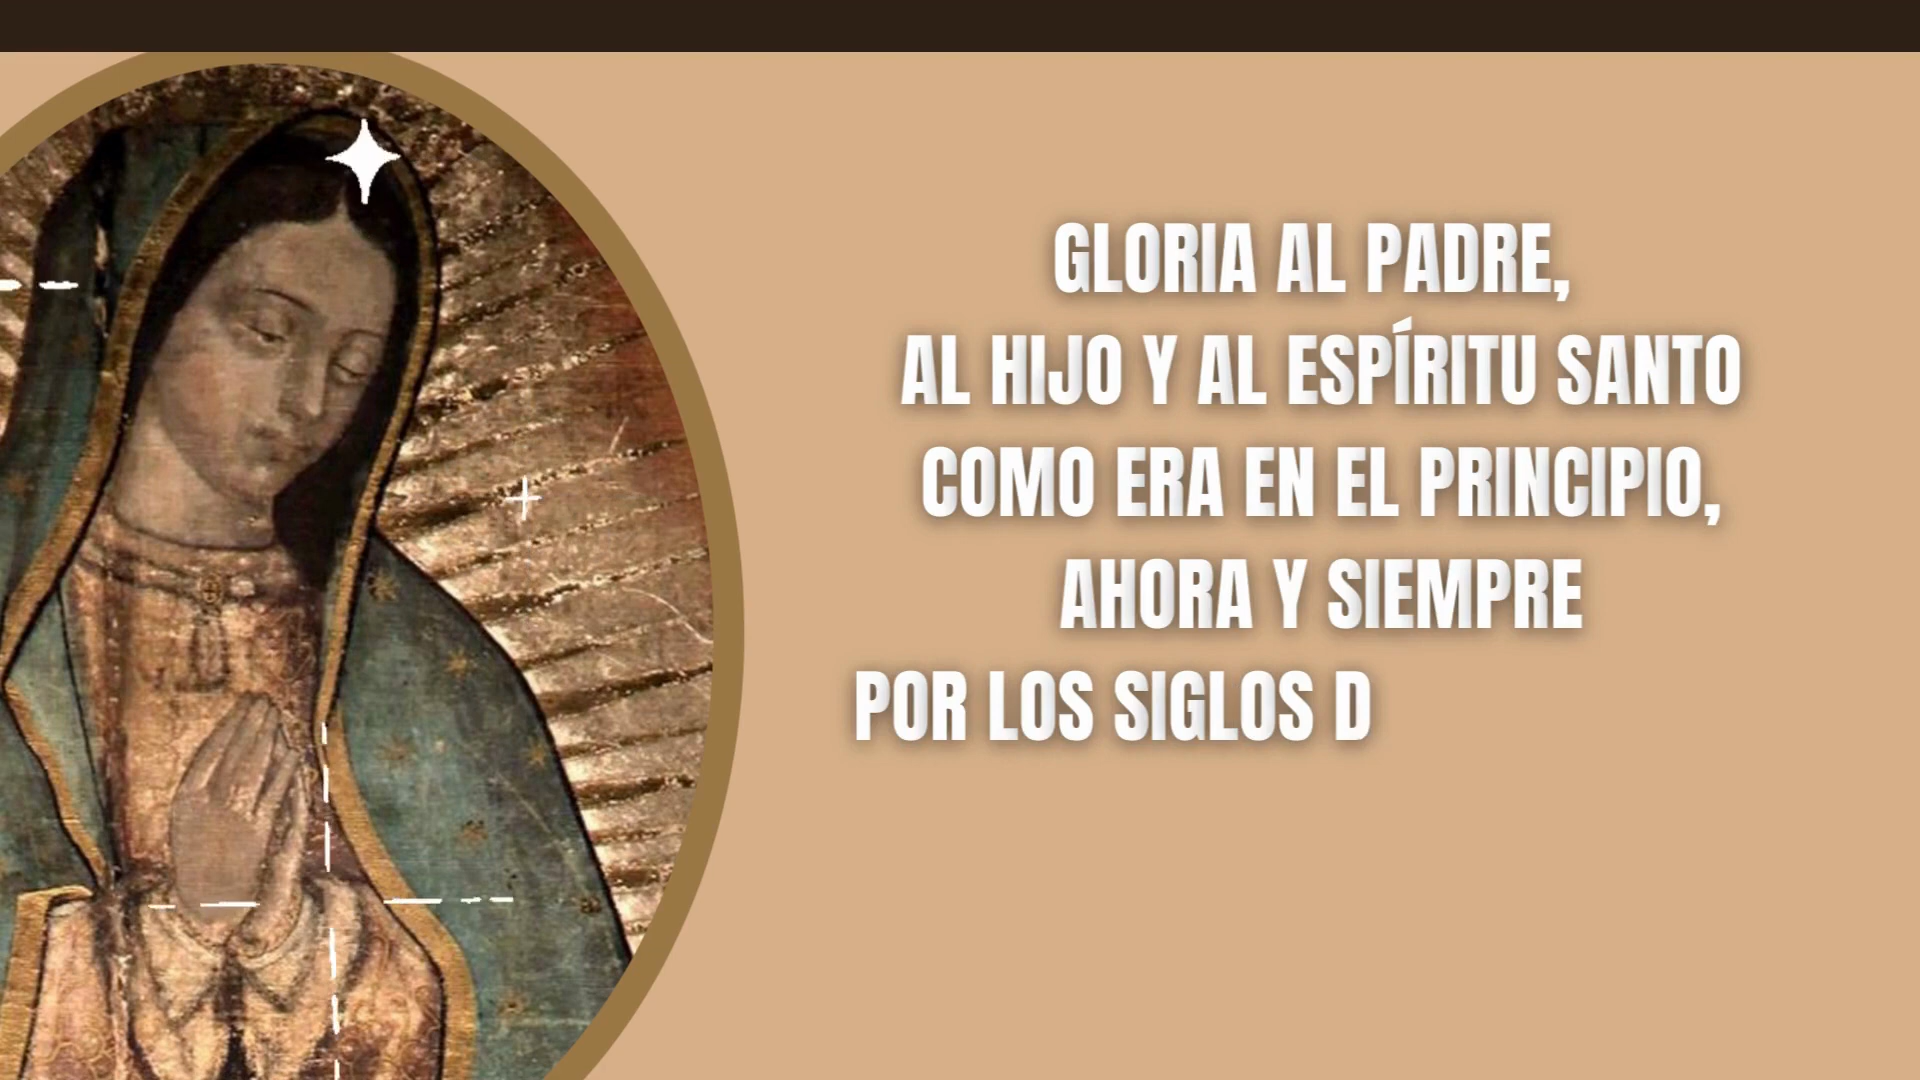 GLORIA AL PADRE,
AL HIJO Y AL ESPÍRITU SANTO
COMO ERA EN EL PRINCIPIO,
AHORA Y SIEMPRE
POR LOS SIGLOS D